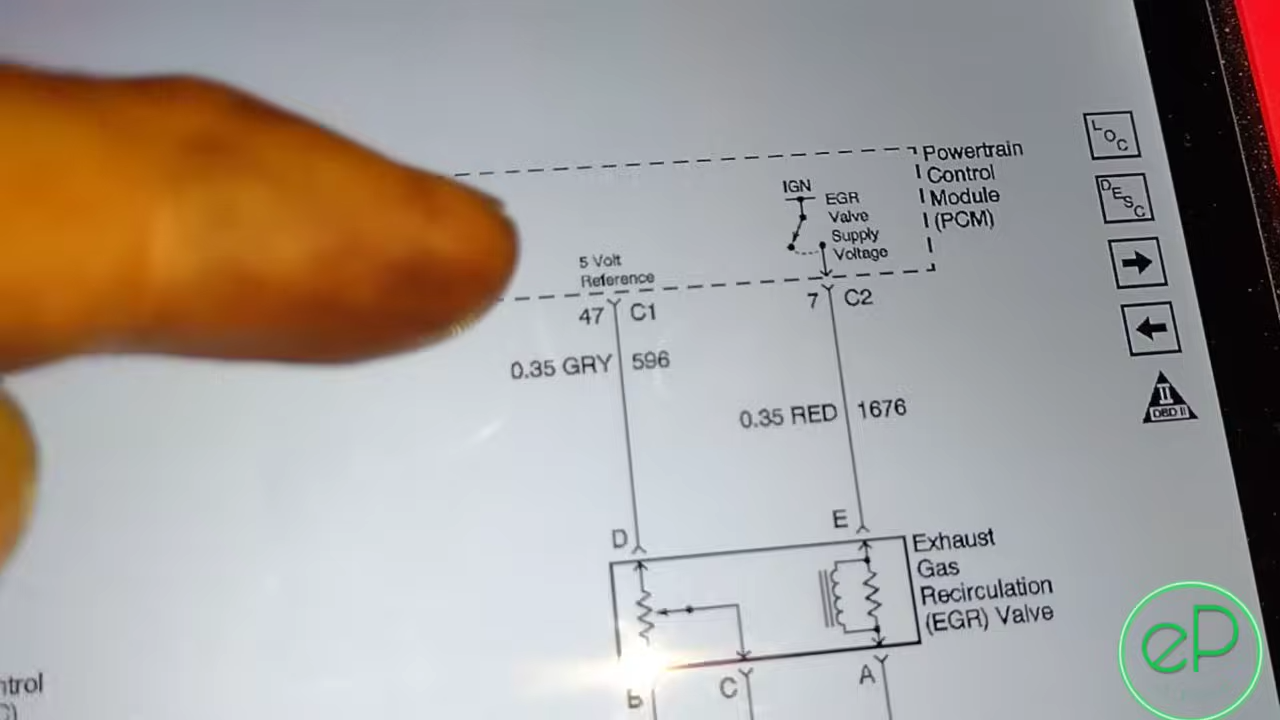 Powertrain
Control
Module
(PCM)
IGN
EGR
Valve
Supply
Voltage
5 Volt
Reference
47 C1
7 C2
0.35 GRY 596
0.35 RED 1676
D
E
Exhaust
Gas
Recirculation
(EGR) Valve
C
A
LOC
DESC
II
OBD II
ntrol
eP